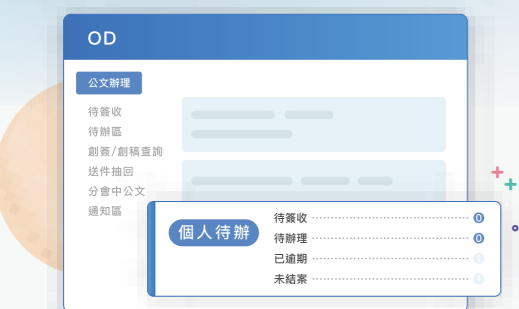 OD
公文辦理
待簽收
待辦區
創簽/創稿查詢
送件抽回
分會中公文
通知區
個人待辦
待簽收 0
待辦理 0
已逾期
未結案